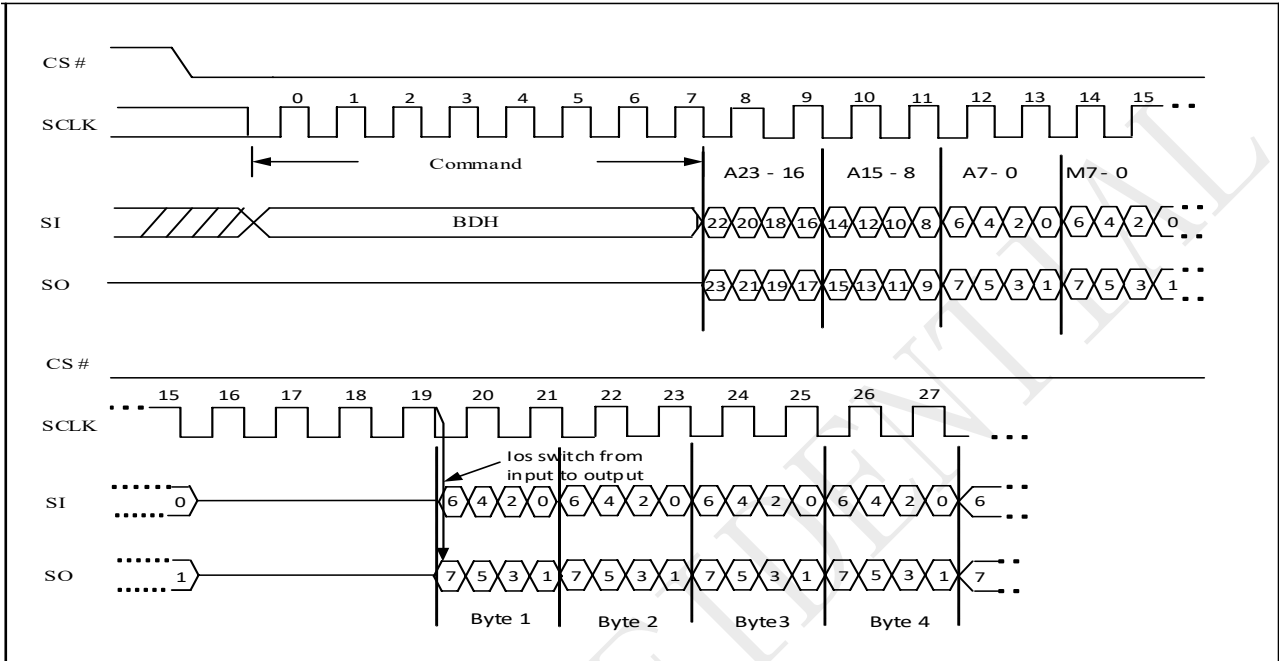 CS #
0 1 2 3 4 5 6 7 8 9 10 11 12 13 14 15
SCLK
Command
A23 - 16 A15 - 8 A7 - 0 M7 - 0
SI
BDH
22 20 18 16 14 12 10 8 6 4 2 0 6 4 2 0
SO
23 21 19 17 15 13 11 9 7 5 3 1 7 5 3 1
CS #
15 16 17 18 19 20 21 22 23 24 25 26 27
SCLK
Ios switch from
input to output
SI
0 6 4 2 0 6 4 2 0 6 4 2 0 6 4 2 0 6
SO
1 7 5 3 1 7 5 3 1 7 5 3 1 7 5 3 1 7
Byte 1 Byte 2 Byte3 Byte 4